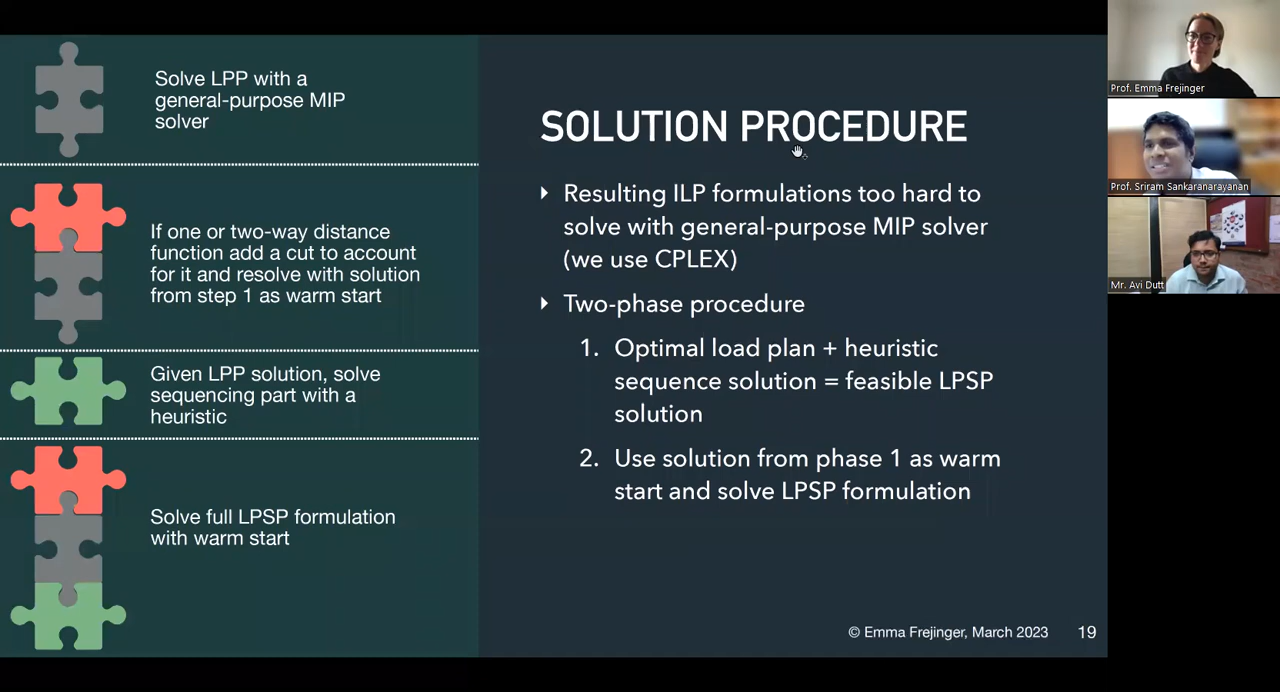 Solve LPP with a
general-purpose MIP
solver
If one or two-way distance
function add a cut to account
for it and resolve with solution
from step 1 as warm start
Given LPP solution, solve
sequencing part with a
heuristic
Solve full LPSP formulation
with warm start
SOLUTION PROCEDURE
Resulting ILP formulations too hard to
solve with general-purpose MIP solver
(we use CPLEX)
Two-phase procedure
1. Optimal load plan + heuristic
sequence solution = feasible LPSP
solution
2. Use solution from phase 1 as warm
start and solve LPSP formulation
© Emma Frejinger, March 2023 19
Prof. Emma Frejinger
Prof. Sriram Sankaranarayanan
Mr. Avi Dutt